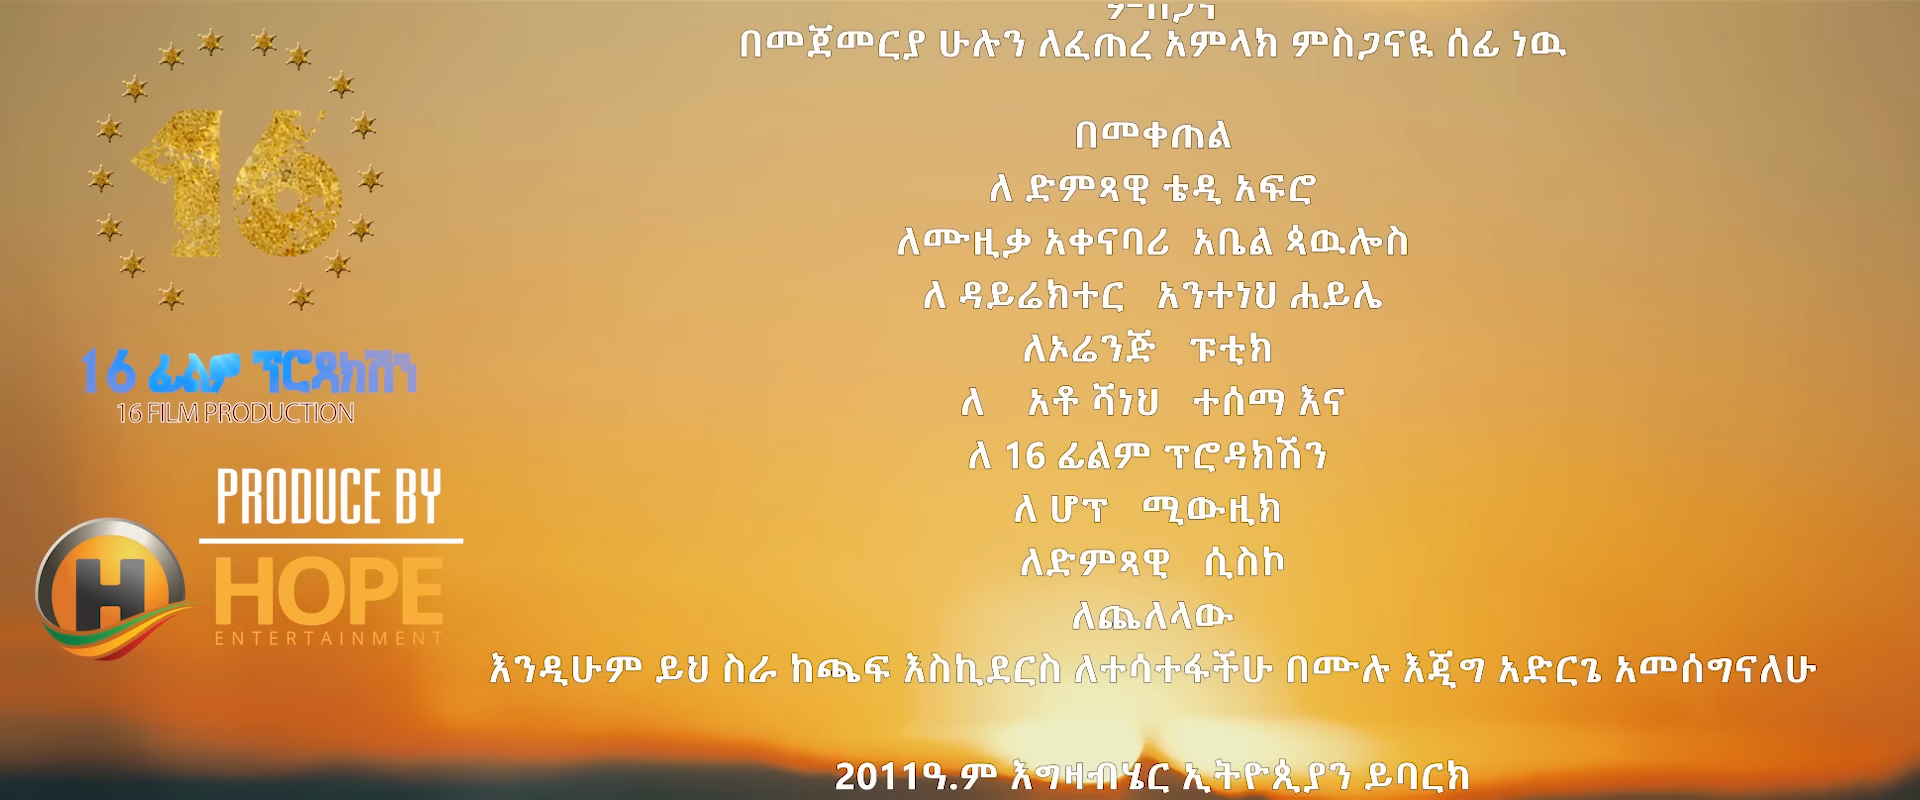 በመጀመርያ ሁሉን ለፈጠረ አምላክ ምስጋናዬ ሰፊ ነዉ
በመቀጠል
ለ ድምጻዊ ቴዲ አፍሮ
ለሙዚቃ አቀናባሪ አቤል ጳዉሎስ
ለ ዳይሬክተር አንተነህ ሐይሌ
ለኦሬንጅ ቡቲክ
ለ አቶ ሻነህ ተሰማ እና
ለ 16 ፊልም ፕሮዳክሽን
ለ ሆፕ ሚውዚክ
ለድምጻዊ ሲስኮ
ለጨለላው
እንዲሁም ይህ ስራ ከጫፍ እስኪደርስ ለተሳተፋችሁ በሙሉ እጂግ አድርጌ አመሰግናለሁ
2011ዓ.ም እግዛብሄር ኢትዮጲያን ይባርክ
16
16 ፊልም ፕሮዳክሽን
16 FILM PRODUCTION
PRODUCE BY
H HOPE
ENTERTAINMENT